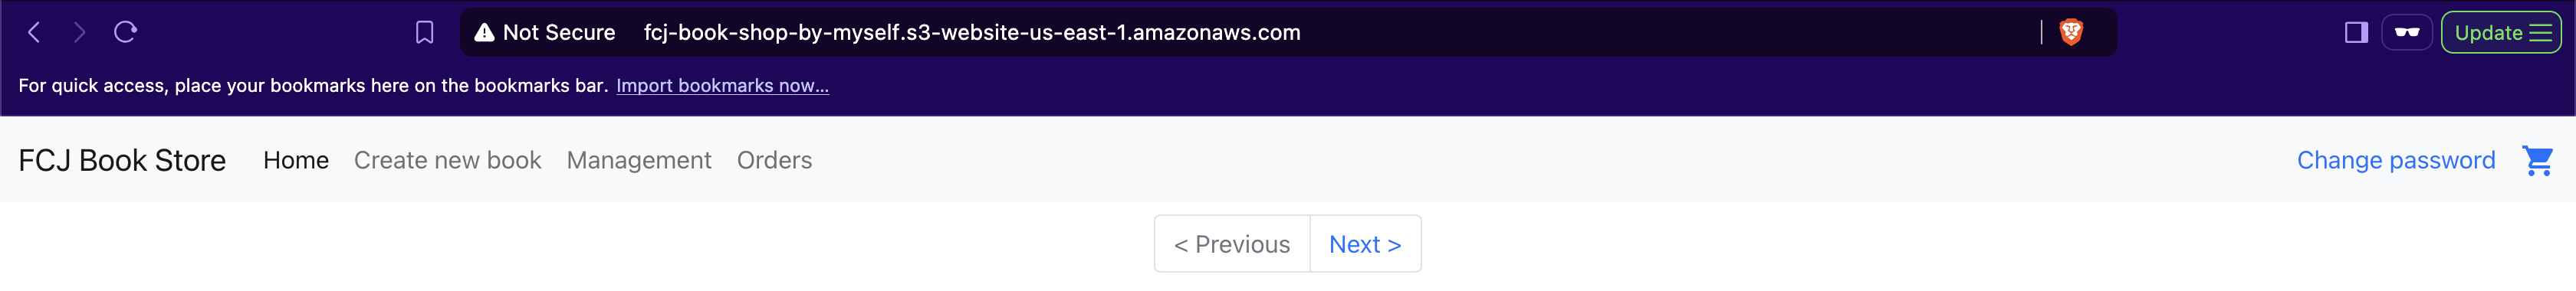 Not Secure fcj-book-shop-by-myself.s3-website-us-east-1.amazonaws.com Update
For quick access, place your bookmarks here on the bookmarks bar. Import bookmarks now...
FCJ Book Store Home Create new book Management Orders Change password
< Previous Next >